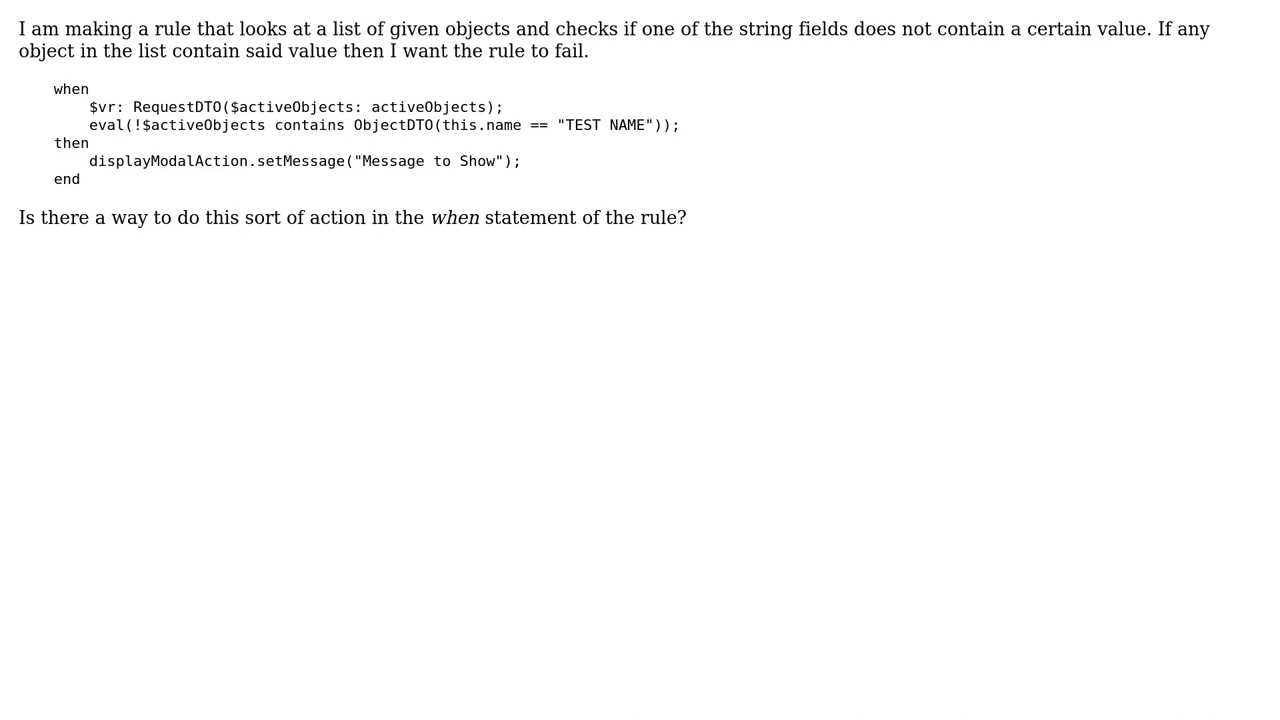 I am making a rule that looks at a list of given objects and checks if one of the string fields does not contain a certain value. If any
object in the list contain said value then I want the rule to fail.
when
$vr: RequestDTO($activeObjects: activeObjects);
eval(!$activeObjects contains ObjectDTO(this.name == "TEST NAME"));
then
displayModalAction.setMessage("Message to Show");
end
Is there a way to do this sort of action in the when statement of the rule?